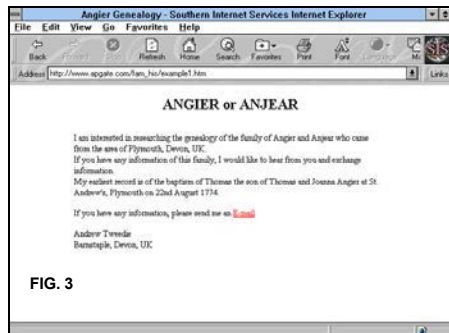 Angier Genealogy - Southern Internet Services Internet Explorer
File Edit View Go Favorites Help
Back Forward Stop Refresh Home Search Favorites Print Font
Address http://www.apgate.com/fam_his/example1.htm Links
ANGIER or ANJEAR
I am interested in researching the genealogy of the family of Angier and Anjear who came
from the area of Plymouth, Devon, UK.
If you have any information of this family, I would like to hear from you and exchange
information.
My earliest record is of the baptism of Thomas the son of Thomas and Joanna Angier at St.
Andrew's, Plymouth on 22nd August 1774.
If you have any information, please send me an E-mail
Andrew Tweedie
Barnstaple, Devon, UK
FIG. 3